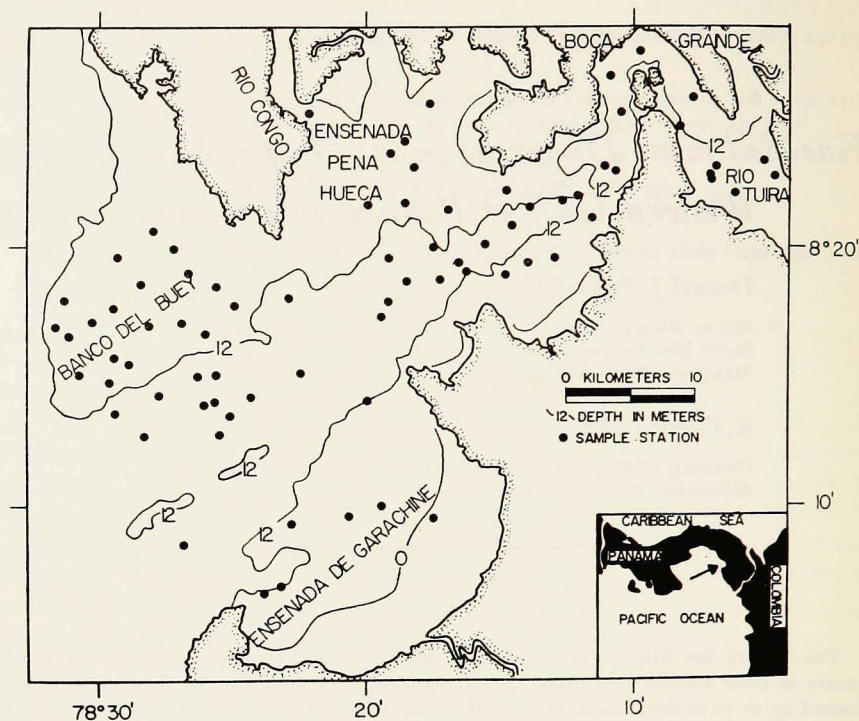 BOCA GRANDE
RIO CONGO
ENSENADA
PENA
HUECA
12
RIO
TUIRA
12
12
8°20'
BANCO DEL BUEY
12
0 KILOMETERS 10
12 DEPTH IN METERS
SAMPLE STATION
12
12
12
ENSENADA DE GARACHINE
0
10'
CARIBBEAN SEA
PANAMA
COLOMBIA
PACIFIC OCEAN
78°30' 20' 10'